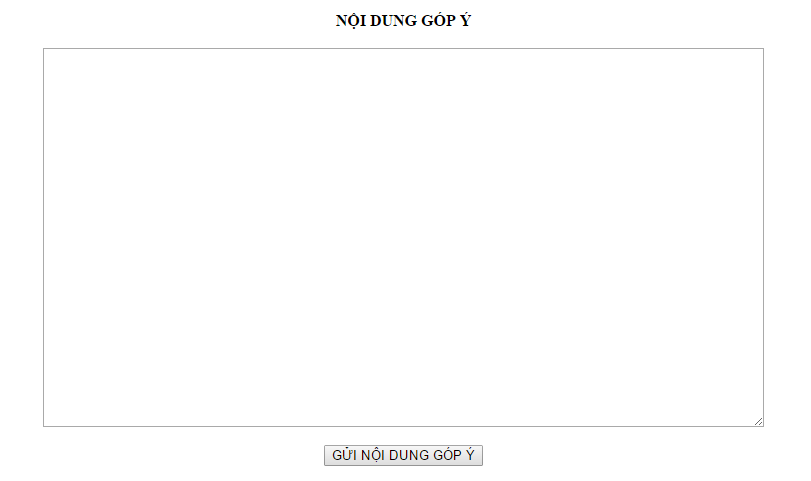 NỘI DUNG GÓP Ý
GỬI NỘI DUNG GÓP Ý